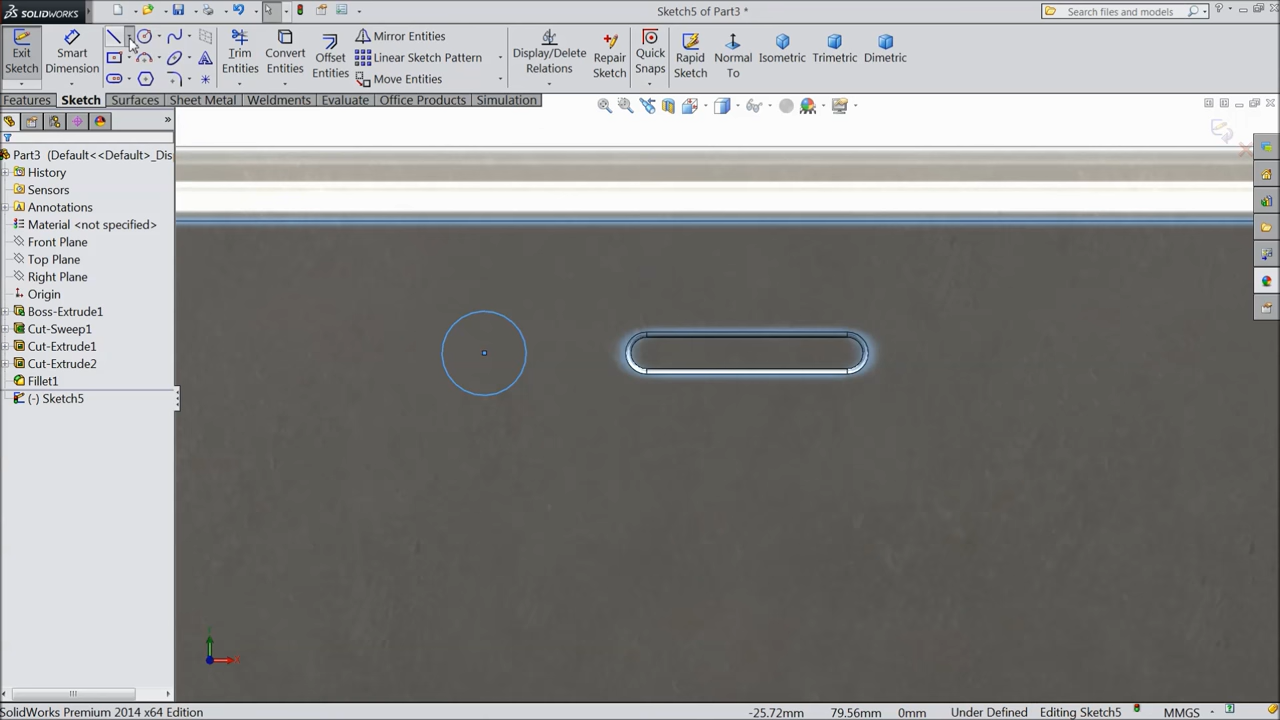 SOLIDWORKS
Sketch5 of Part3 *
Search files and models
Exit Sketch
Smart Dimension
Trim Entities
Convert Entities
Offset Entities
Mirror Entities
Linear Sketch Pattern
Move Entities
Display/Delete Relations
Repair Sketch
Quick Snaps
Rapid Sketch
Normal To
Isometric
Trimetric
Dimetric
Features
Sketch
Surfaces
Sheet Metal
Weldments
Evaluate
Office Products
Simulation
Part3 (Default<<Default>_Dis
History
Sensors
Annotations
Material <not specified>
Front Plane
Top Plane
Right Plane
Origin
Boss-Extrude1
Cut-Sweep1
Cut-Extrude1
Cut-Extrude2
Fillet1
(-) Sketch5
SolidWorks Premium 2014 x64 Edition
-25.72mm
79.56mm
0mm
Under Defined
Editing Sketch5
MMGS